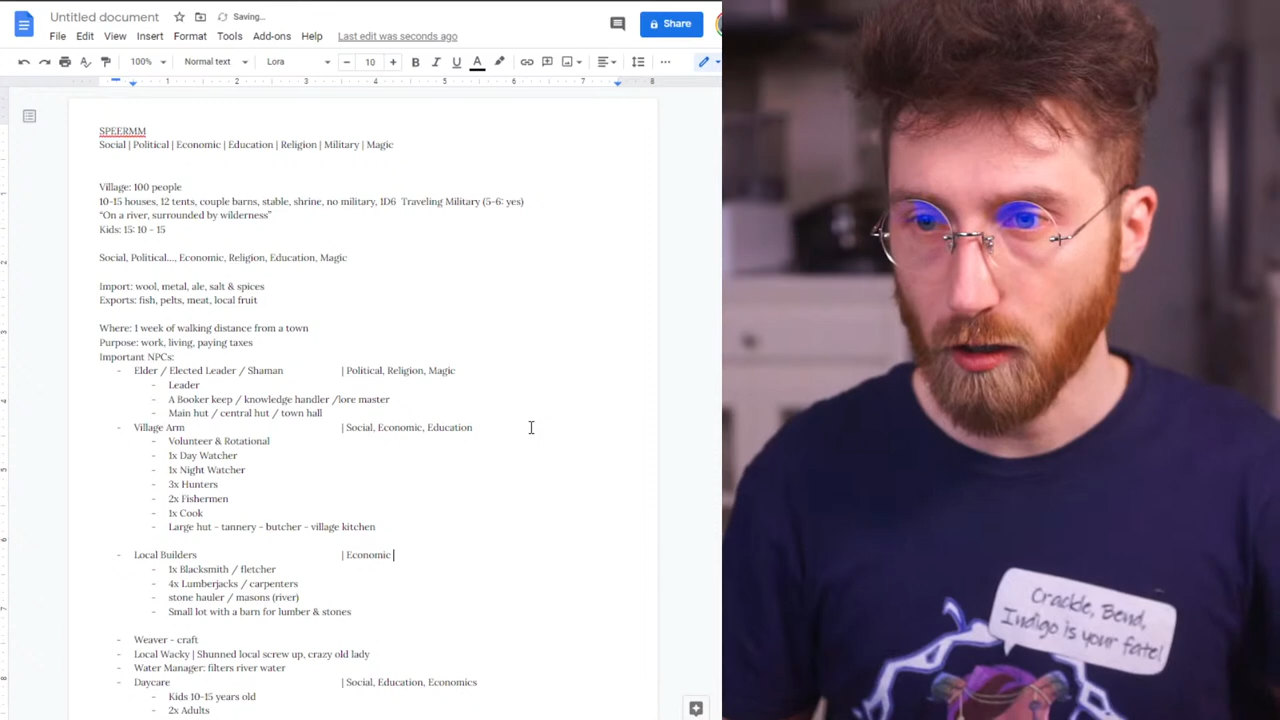 Untitled document
Saving...
File Edit View Insert Format Tools Add-ons Help Last edit was seconds ago
Share
100% Normal text Lora 10 B I U A
1 2 3 4 5 6 7 8
SPEERMM
Social | Political | Economic | Education | Religion | Military | Magic
Village: 100 people
10-15 houses, 12 tents, couple barns, stable, shrine, no military, 1D6 Traveling Military (5-6: yes)
“On a river, surrounded by wilderness”
Kids: 15: 10 - 15
Social, Political..., Economic, Religion, Education, Magic
Import: wool, metal, ale, salt & spices
Exports: fish, pelts, meat, local fruit
Where: 1 week of walking distance from a town
Purpose: work, living, paying taxes
Important NPCs:
- Elder / Elected Leader / Shaman | Political, Religion, Magic
- Leader
- A Booker keep / knowledge handler /lore master
- Main hut / central hut / town hall
- Village Arm | Social, Economic, Education
- Volunteer & Rotational
- 1x Day Watcher
- 1x Night Watcher
- 3x Hunters
- 2x Fishermen
- 1x Cook
- Large hut - tannery - butcher - village kitchen
- Local Builders | Economic
- 1x Blacksmith / fletcher
- 4x Lumberjacks / carpenters
- stone hauler / masons (river)
- Small lot with a barn for lumber & stones
- Weaver - craft
- Local Wacky | Shunned local screw up, crazy old lady
- Water Manager: filters river water
- Daycare | Social, Education, Economics
- Kids 10-15 years old
- 2x Adults
Crackle, Bend,
Indigo is your fate!